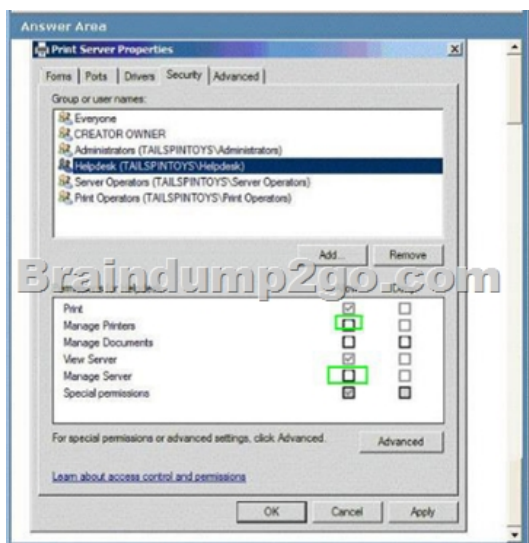 Answer Area
Print Server Properties
Forms Ports Drivers Security Advanced
Group or user names:
Everyone
CREATOR OWNER
Administrators (TAILSPINTOYS\Administrators)
Helpdesk (TAILSPINTOYS\Helpdesk)
Server Operators (TAILSPINTOYS\Server Operators)
Print Operators (TAILSPINTOYS\Print Operators)
Add... Remove
Braindump2go.com
Print
Manage Printers
Manage Documents
View Server
Manage Server
Special permissions
For special permissions or advanced settings, click Advanced.
Advanced
Learn about access control and permissions
OK Cancel Apply